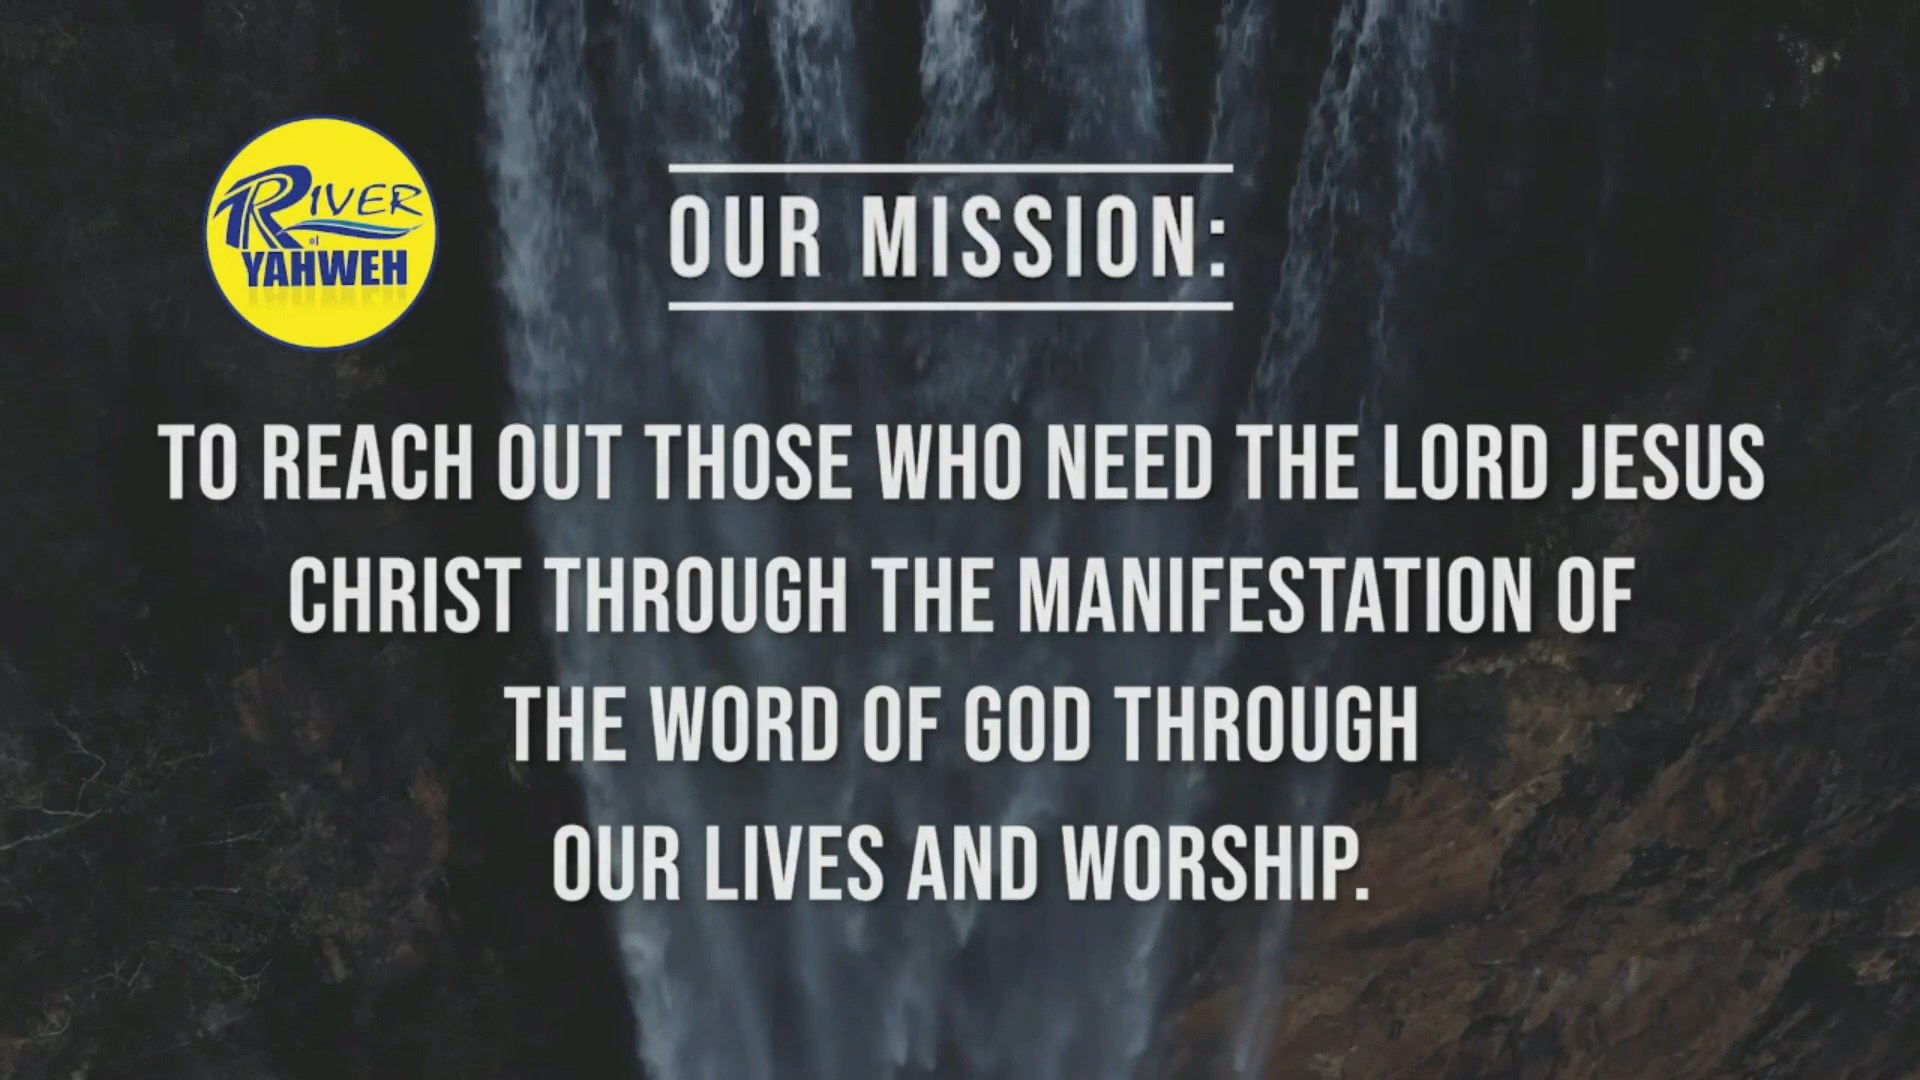 RIVER
of
YAHWEH
OUR MISSION:
TO REACH OUT THOSE WHO NEED THE LORD JESUS
CHRIST THROUGH THE MANIFESTATION OF
THE WORD OF GOD THROUGH
OUR LIVES AND WORSHIP.